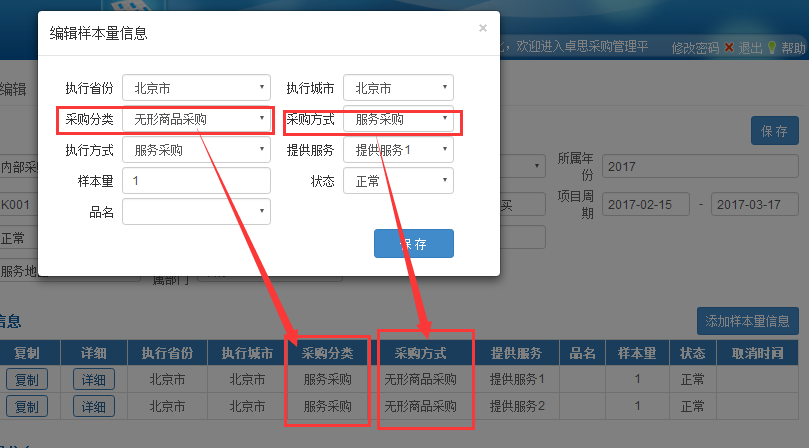 化，欢迎进入卓思采购管理平 修改密码 退出 帮助
编辑样本量信息 ×
编辑
执行省份 北京市 执行城市 北京市
采购分类 无形商品采购 采购方式 服务采购
保 存
执行方式 服务采购 提供服务 提供服务1
内部采购 所属年份 2017
样本量 1 状态 正常
K001 买 项目周期 2017-02-15 - 2017-03-17
品名
正常
保 存
服务地
属部门
信息 添加样本量信息
复制 详细 执行省份 执行城市 采购分类 采购方式 提供服务 品名 样本量 状态 取消时间
复制 详细 北京市 北京市 服务采购 无形商品采购 提供服务1 1 正常
复制 详细 北京市 北京市 服务采购 无形商品采购 提供服务2 1 正常